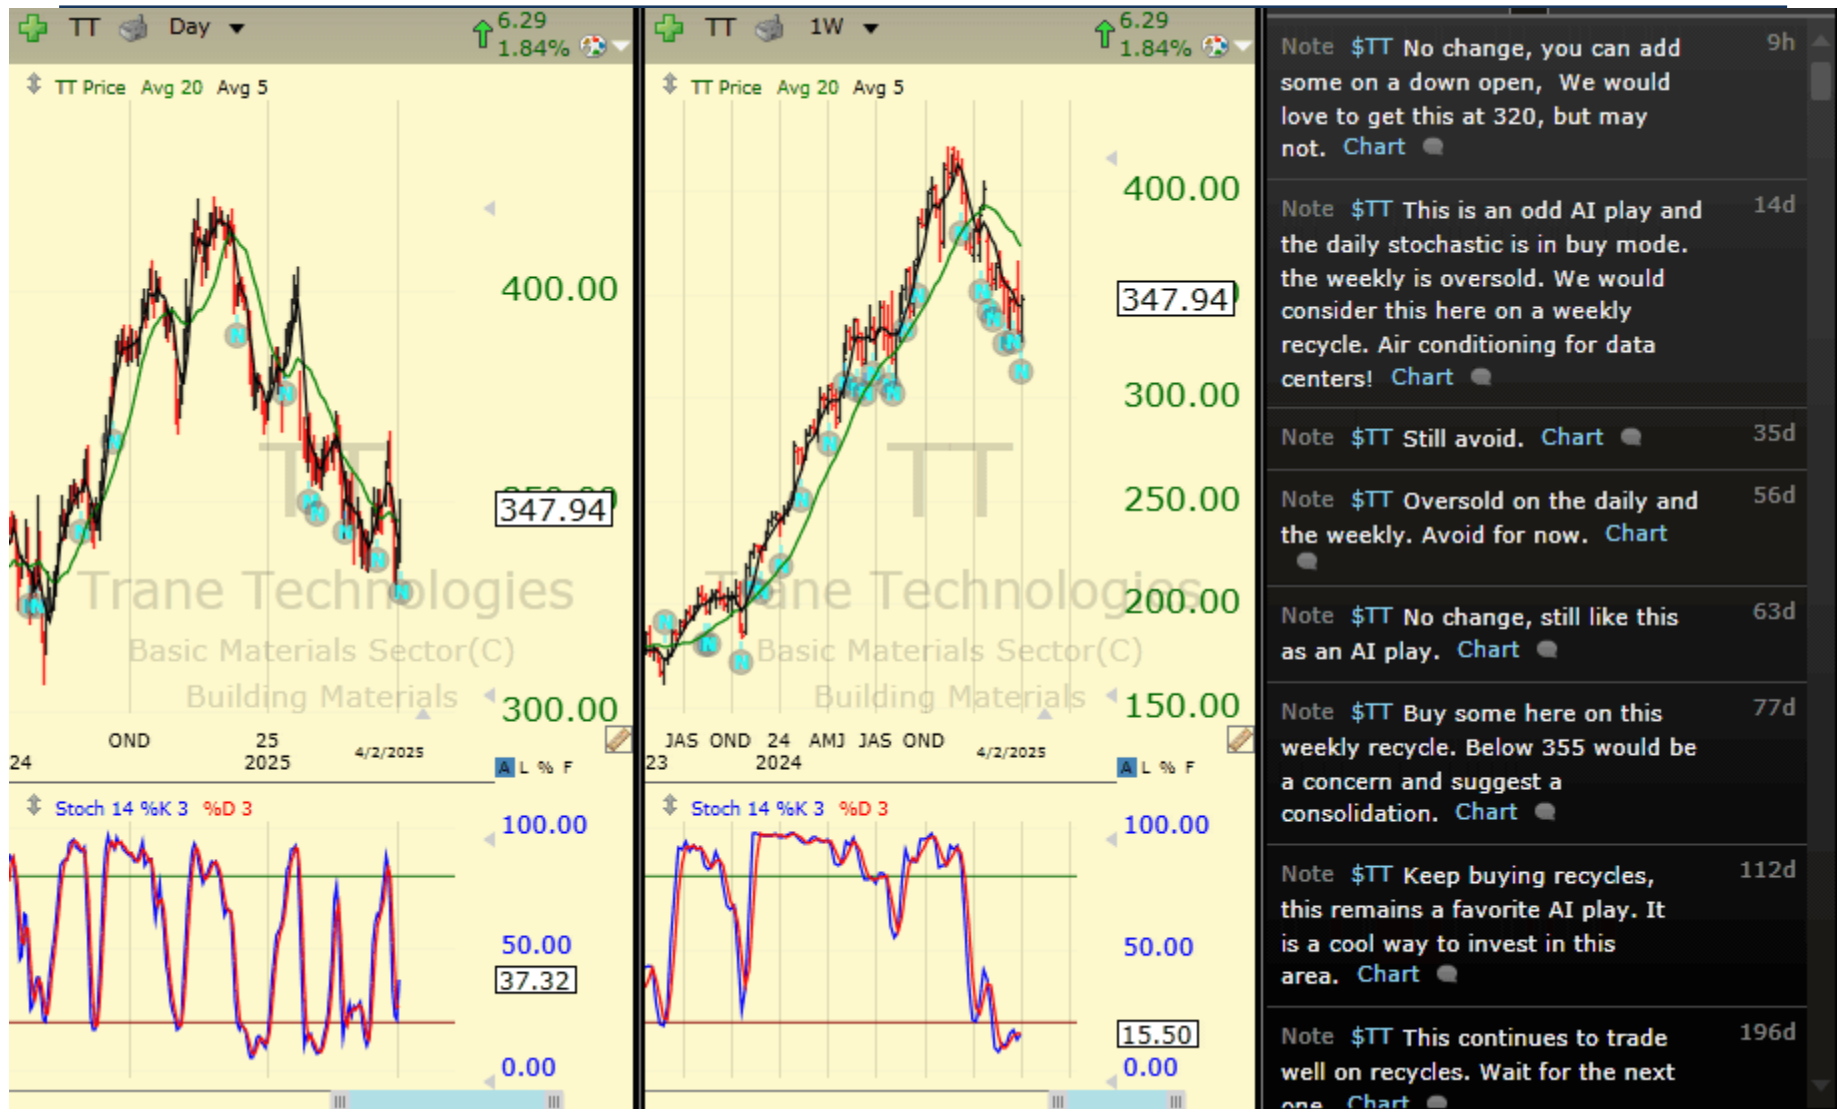 TT Day
6.29
1.84%
TT Price Avg 20 Avg 5
400.00
347.94
300.00
TT
Trane Technologies
Basic Materials Sector(C)
Building Materials
OND 25
24 2025 4/2/2025
A L % F
Stoch 14 %K 3 %D 3
100.00
50.00
37.32
0.00
TT 1W
6.29
1.84%
TT Price Avg 20 Avg 5
400.00
347.94
300.00
250.00
200.00
150.00
TT
Trane Technologies
Basic Materials Sector(C)
Building Materials
JAS OND 24 AMJ JAS OND
23 2024 4/2/2025
A L % F
Stoch 14 %K 3 %D 3
100.00
50.00
15.50
0.00
Note $TT No change, you can add 9h
some on a down open, We would
love to get this at 320, but may
not. Chart
Note $TT This is an odd AI play and 14d
the daily stochastic is in buy mode.
the weekly is oversold. We would
consider this here on a weekly
recycle. Air conditioning for data
centers! Chart
Note $TT Still avoid. Chart 35d
Note $TT Oversold on the daily and 56d
the weekly. Avoid for now. Chart
Note $TT No change, still like this 63d
as an AI play. Chart
Note $TT Buy some here on this 77d
weekly recycle. Below 355 would be
a concern and suggest a
consolidation. Chart
Note $TT Keep buying recycles, 112d
this remains a favorite AI play. It
is a cool way to invest in this
area. Chart
Note $TT This continues to trade 196d
well on recycles. Wait for the next
one. Chart